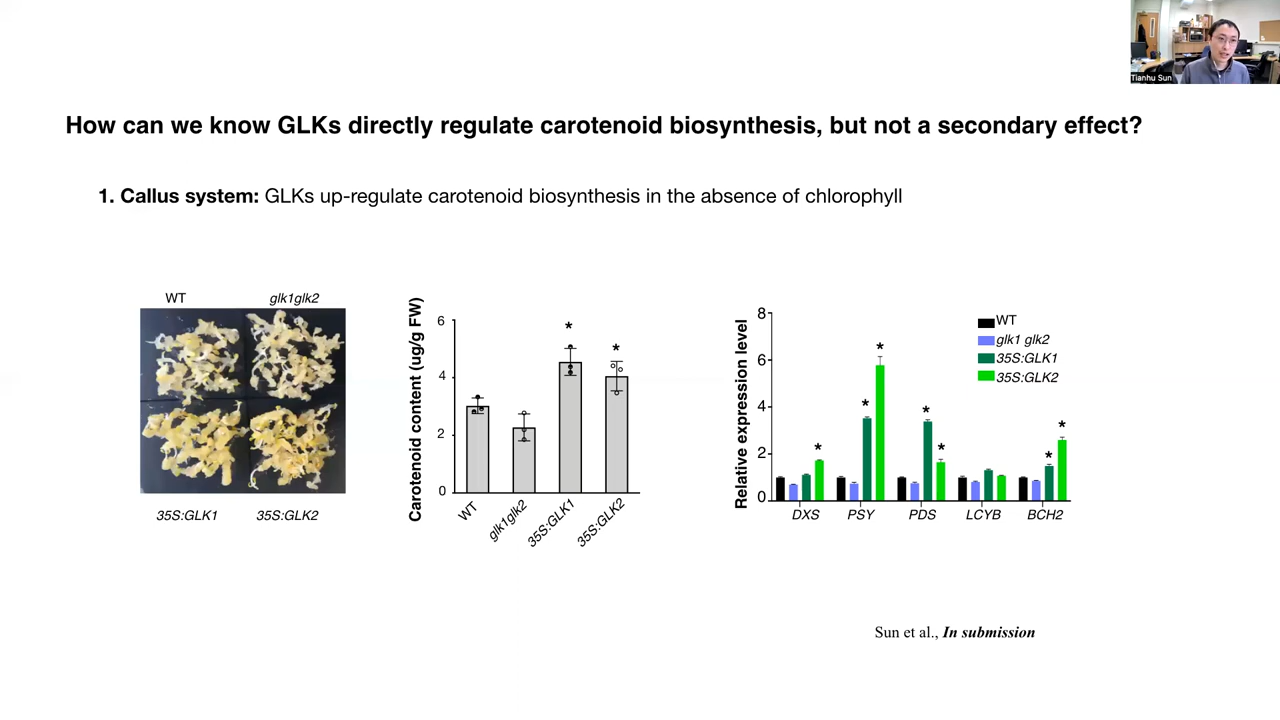 Tianhu Sun
How can we know GLKs directly regulate carotenoid biosynthesis, but not a secondary effect?
1. Callus system: GLKs up-regulate carotenoid biosynthesis in the absence of chlorophyll
WT
glk1glk2
35S:GLK1
35S:GLK2
Carotenoid content (ug/g FW)
6
4
2
0
*
*
WT
glk1glk2
35S:GLK1
35S:GLK2
Relative expression level
8
6
4
2
0
WT
glk1 glk2
35S:GLK1
35S:GLK2
*
*
*
*
*
*
*
DXS
PSY
PDS
LCYB
BCH2
Sun et al., In submission